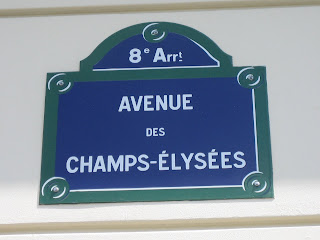 8e Arrt
AVENUE
DES
CHAMPS-ÉLYSÉES